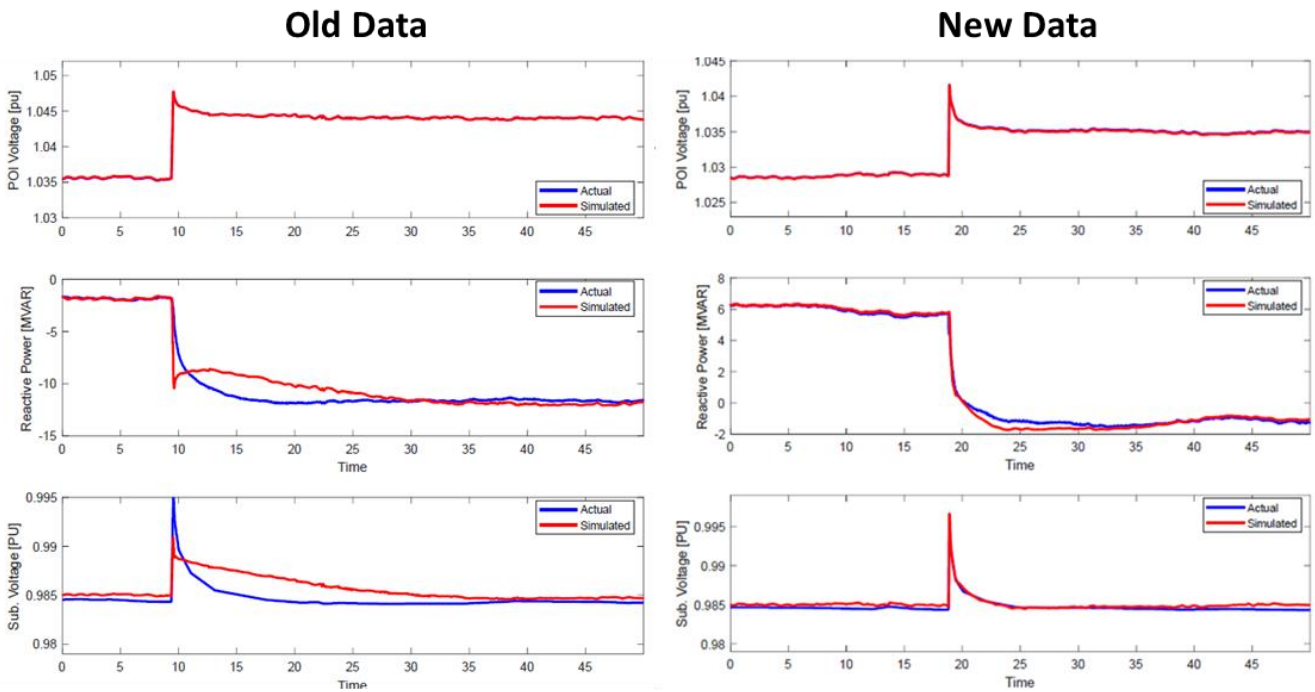 Old Data
New Data
POI Voltage [pu]
1.05
1.045
1.04
1.035
1.03
0 5 10 15 20 25 30 35 40 45
Actual
Simulated
POI Voltage [pu]
1.045
1.04
1.035
1.03
1.025
0 5 10 15 20 25 30 35 40 45
Actual
Simulated
Reactive Power [MVAR]
0
-5
-10
-15
0 5 10 15 20 25 30 35 40 45
Time
Actual
Simulated
Reactive Power [MVAR]
8
6
4
2
0
-2
0 5 10 15 20 25 30 35 40 45
Time
Actual
Simulated
Sub. Voltage [PU]
0.995
0.99
0.985
0.98
0 5 10 15 20 25 30 35 40 45
Time
Actual
Simulated
Sub. Voltage [PU]
0.995
0.99
0.985
0.98
0 5 10 15 20 25 30 35 40 45
Time
Actual
Simulated